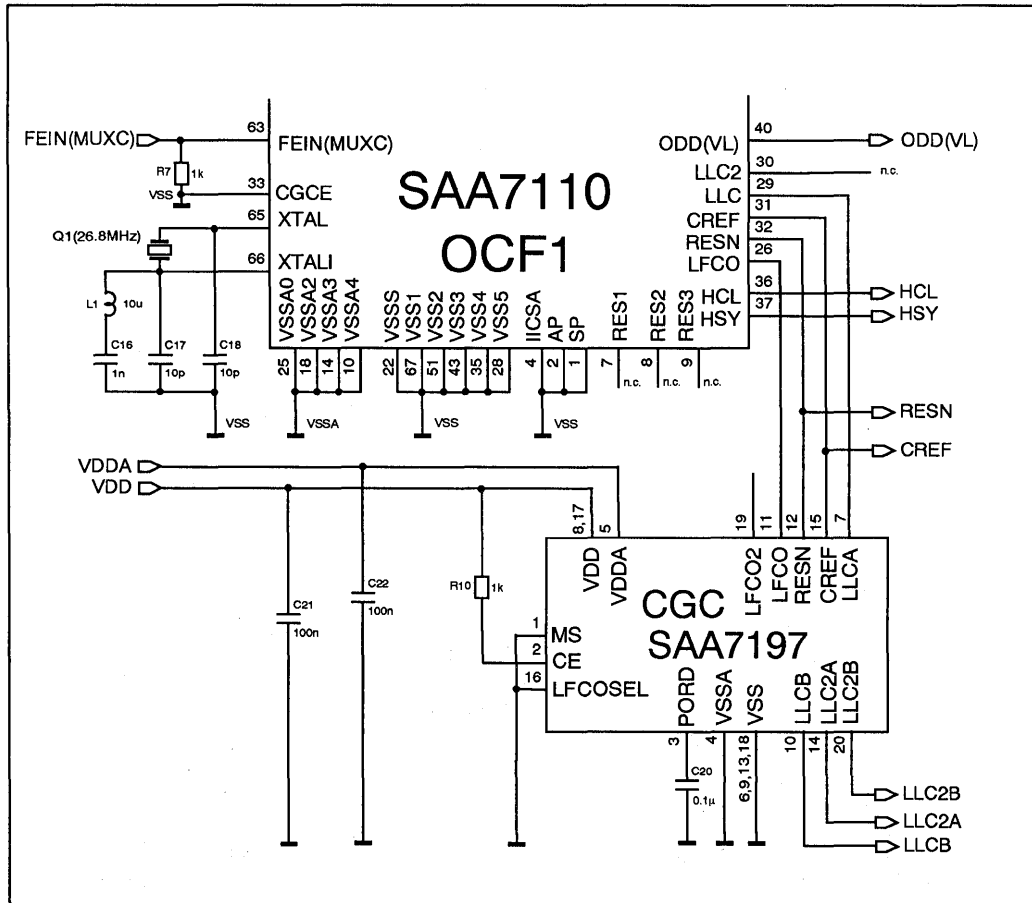 FEIN(MUXC)
63
FEIN(MUXC)
R7
1k
VSS
33
CGCE
65
XTAL
Q1(26.8MHz)
66
XTALI
L1
10u
C16
1n
C17
10p
C18
10p
VSS
SAA7110
OCF1
40
ODD(VL)
ODD(VL)
30
LLC2
n.c.
29
LLC
31
CREF
32
RESN
26
LFCO
36
HCL
HCL
37
HSY
HSY
VSSA0
VSSA2
VSSA3
VSSA4
25
18
14
10
VSSA
VSSS
VSS1
VSS2
VSS3
VSS4
VSS5
22
67
51
43
35
28
VSS
IICSA
AP
SP
4
2
1
VSS
RES1
RES2
RES3
7
8
9
n.c.
n.c.
n.c.
RESN
CREF
VDDA
VDD
8,17
5
19
11
12
15
7
VDD
VDDA
LFCO2
LFCO
RESN
CREF
LLCA
C21
100n
C22
100n
R10
1k
CGC
SAA7197
1
MS
2
CE
16
LFCOSEL
PORD
VSSA
VSS
LLCB
LLC2A
LLC2B
3
4
6,9,13,18
10
14
20
C20
0.1µ
LLC2B
LLC2A
LLCB